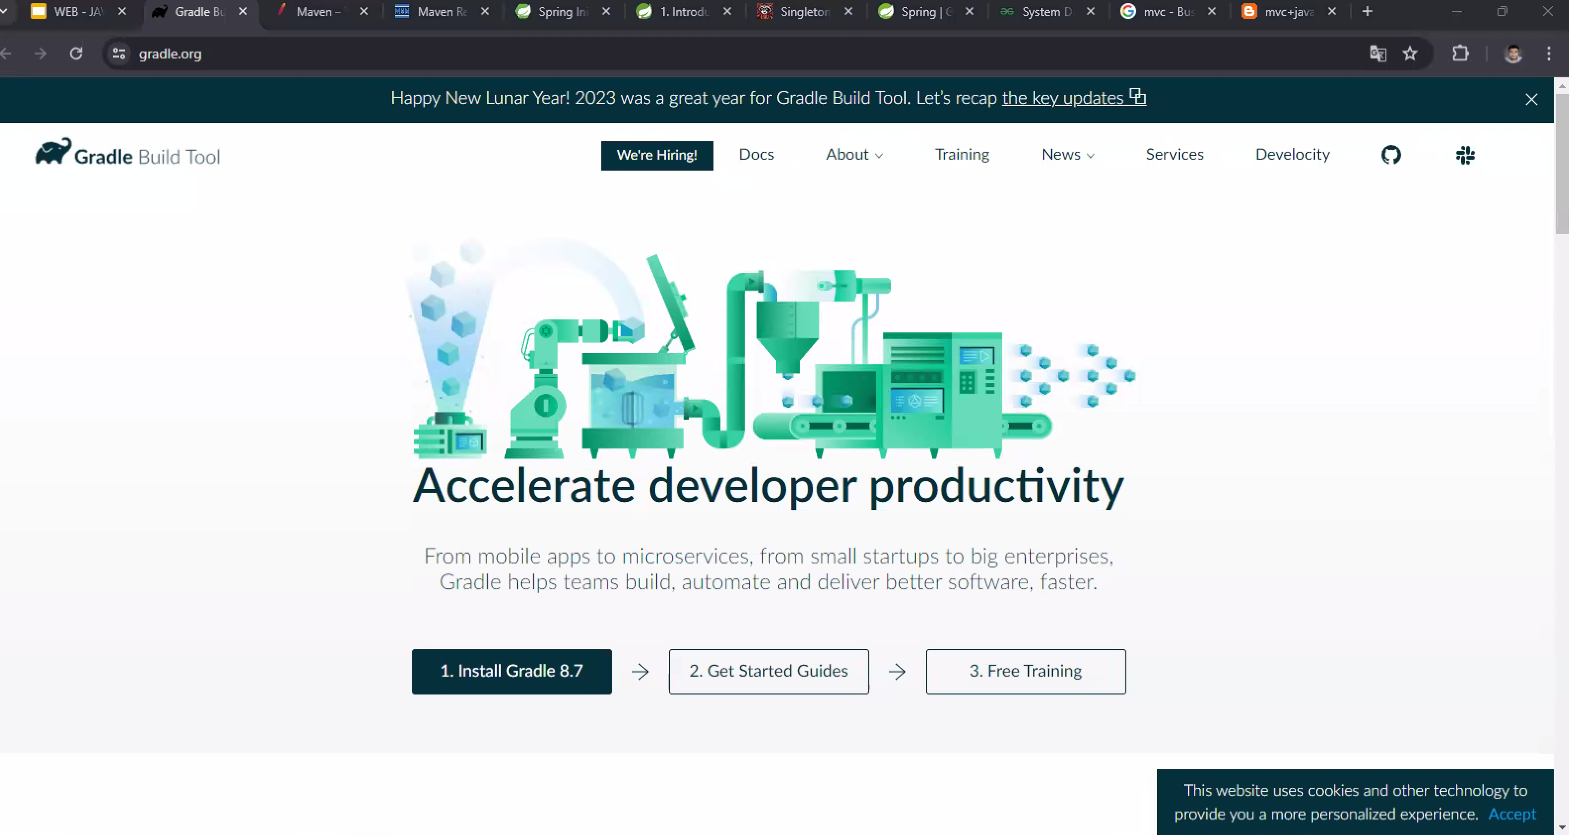 WEB - JAV
Gradle Bu
Maven –
Maven Re
Spring Ini
1. Introdu
Singleton
Spring | G
System D
mvc - Bus
mvc+java
gradle.org
Happy New Lunar Year! 2023 was a great year for Gradle Build Tool. Let’s recap the key updates
Gradle Build Tool
We're Hiring!
Docs
About
Training
News
Services
Develocity
Accelerate developer productivity
From mobile apps to microservices, from small startups to big enterprises,
Gradle helps teams build, automate and deliver better software, faster.
1. Install Gradle 8.7
2. Get Started Guides
3. Free Training
This website uses cookies and other technology to
provide you a more personalized experience. Accept